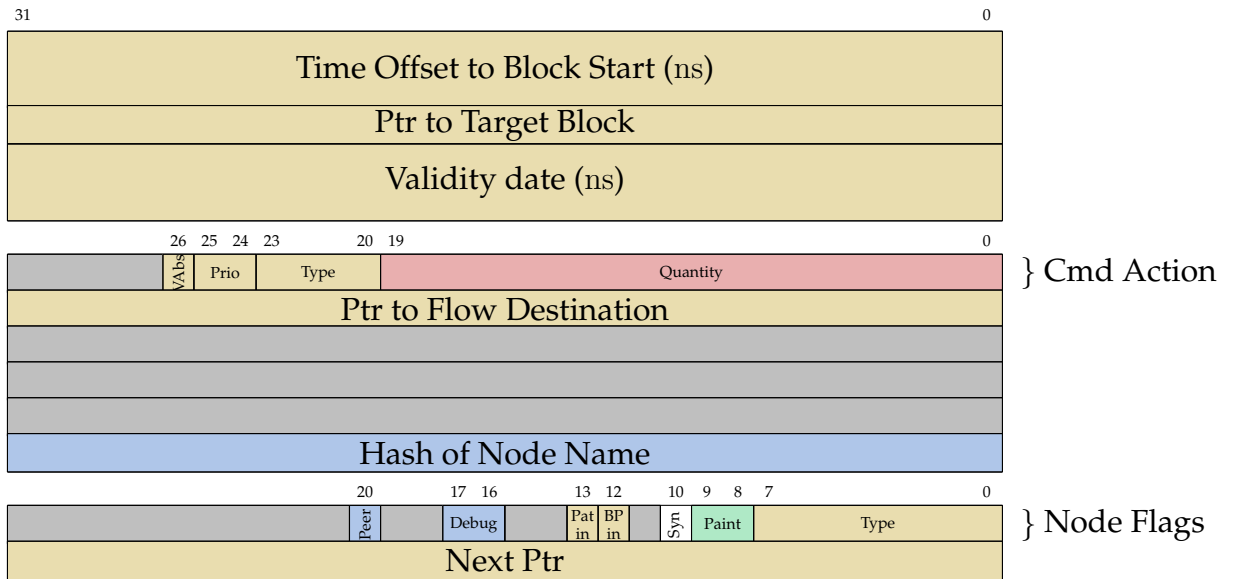 31 0
Time Offset to Block Start (ns)
Ptr to Target Block
Validity date (ns)
26 25 24 23 20 19 0
VAbs Prio Type Quantity } Cmd Action
Ptr to Flow Destination
Hash of Node Name
20 17 16 13 12 10 9 8 7 0
Peer Debug Pat in BP in Syn Paint Type } Node Flags
Next Ptr